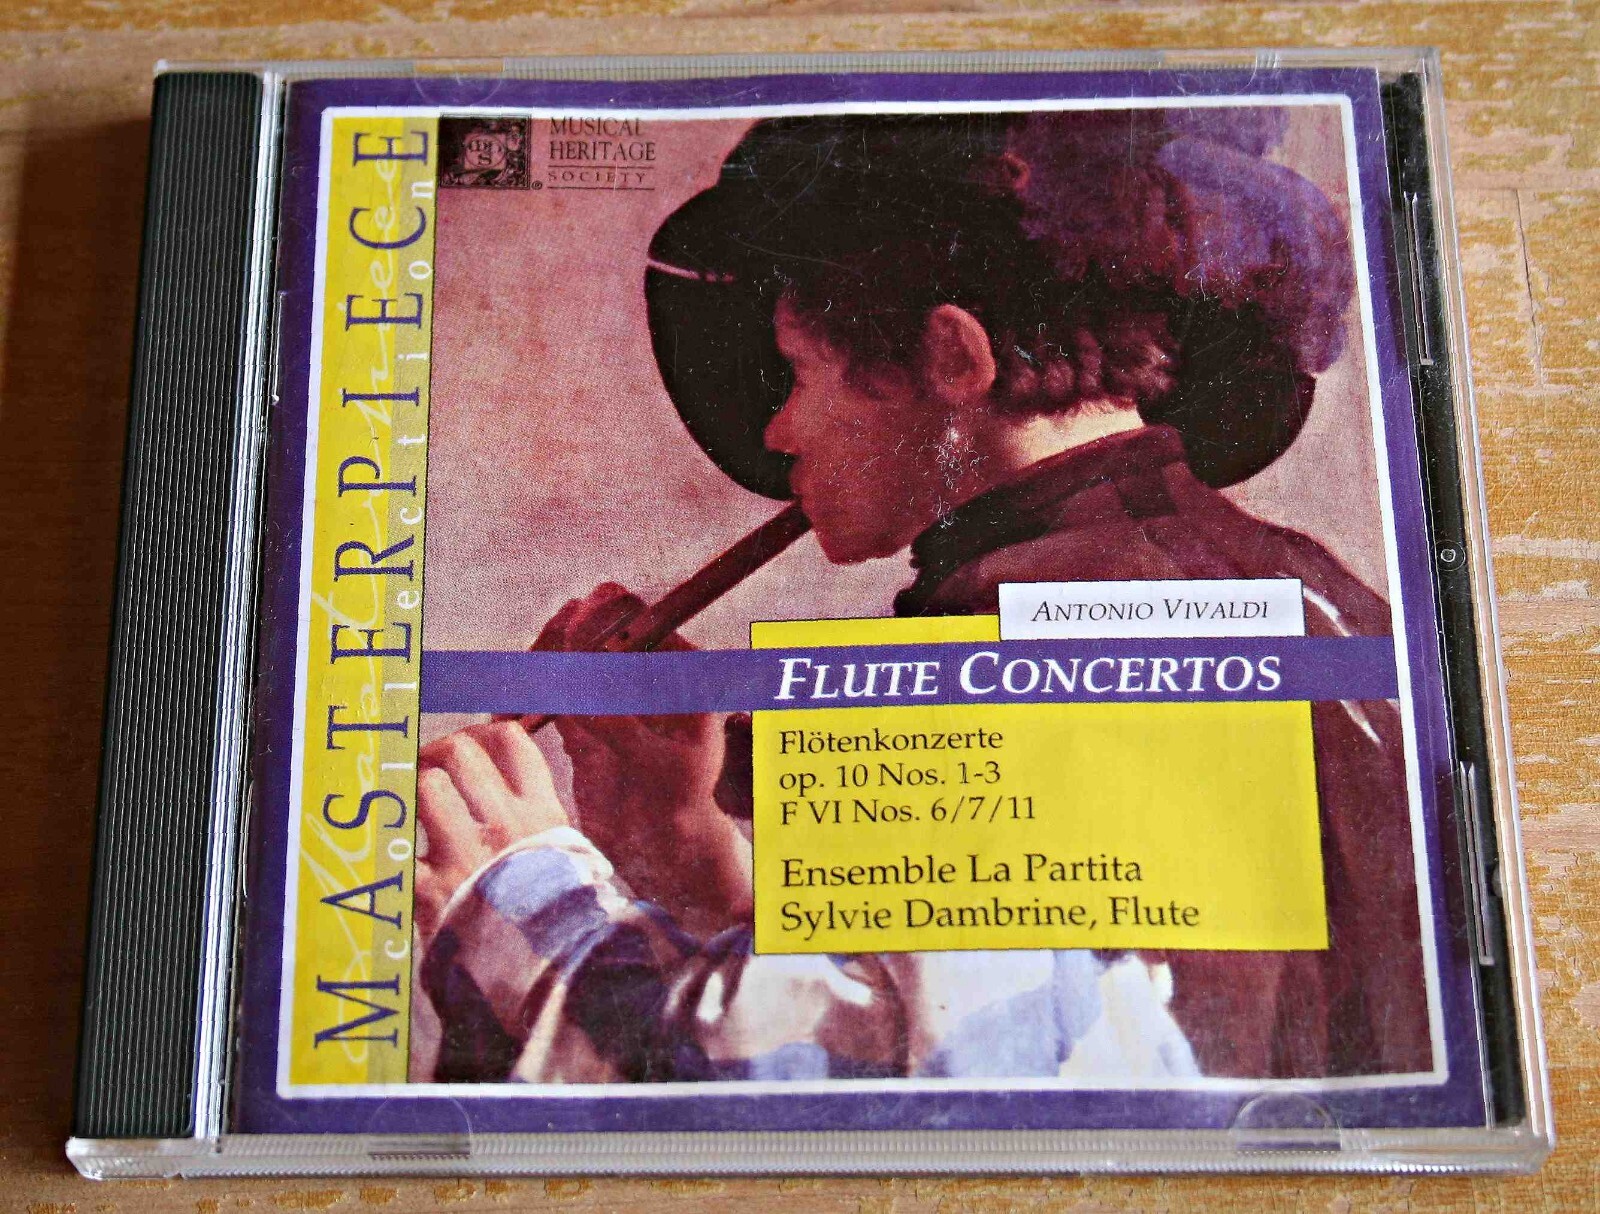 MUSICAL
HERITAGE
SOCIETY
MASTERPIECE
Collection
ANTONIO VIVALDI
FLUTE CONCERTOS
Flötenkonzerte
op. 10 Nos. 1-3
F VI Nos. 6/7/11
Ensemble La Partita
Sylvie Dambrine, Flute